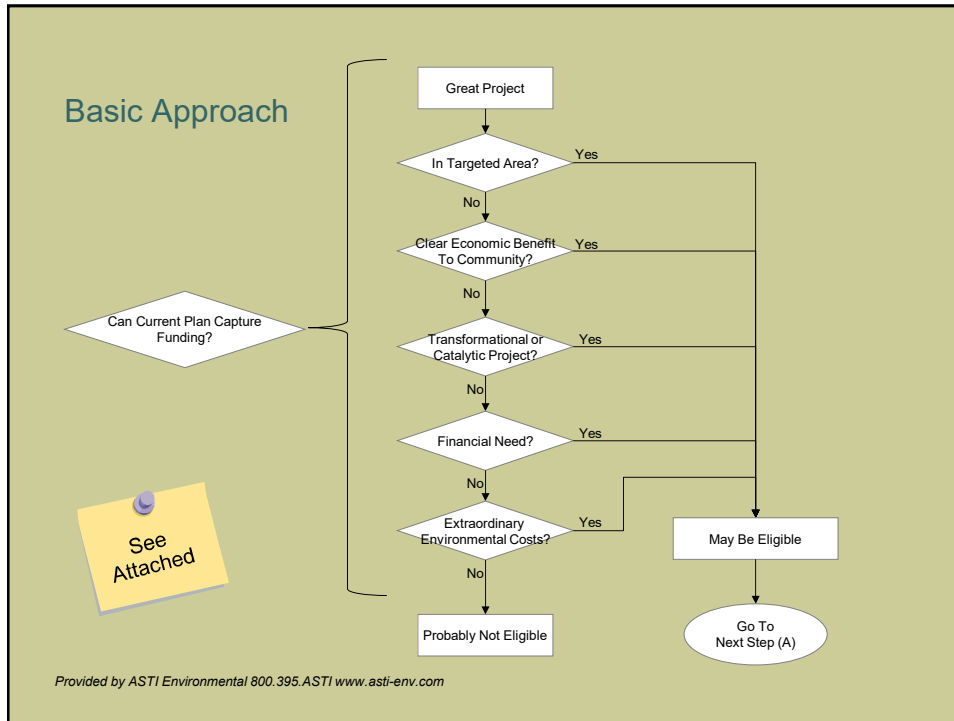 Basic Approach
Great Project
In Targeted Area?
Yes
No
Clear Economic Benefit
To Community?
Yes
No
Can Current Plan Capture
Funding?
Transformational or
Catalytic Project?
Yes
No
Financial Need?
Yes
No
Extraordinary
Environmental Costs?
Yes
No
May Be Eligible
See
Attached
Probably Not Eligible
Go To
Next Step (A)
Provided by ASTI Environmental 800.395.ASTI www.asti-env.com